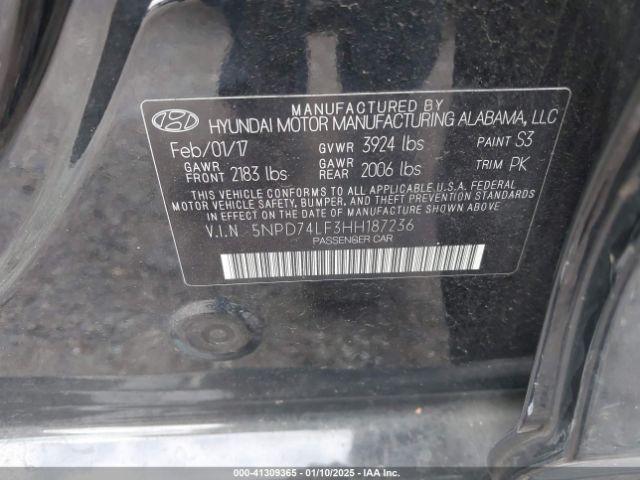 MANUFACTURED BY
HYUNDAI MOTOR MANUFACTURING ALABAMA, LLC
Feb/01/17 GVWR 3924 lbs PAINT S3
GAWR FRONT 2183 lbs GAWR REAR 2006 lbs TRIM PK
THIS VEHICLE CONFORMS TO ALL APPLICABLE U.S.A. FEDERAL
MOTOR VEHICLE SAFETY, BUMPER, AND THEFT PREVENTION STANDARDS
IN EFFECT ON THE DATE OF MANUFACTURE SHOWN ABOVE.
V.I.N. 5NPD74LF3HH187236
PASSENGER CAR
000-41309365 - 01/10/2025 - IAA Inc.